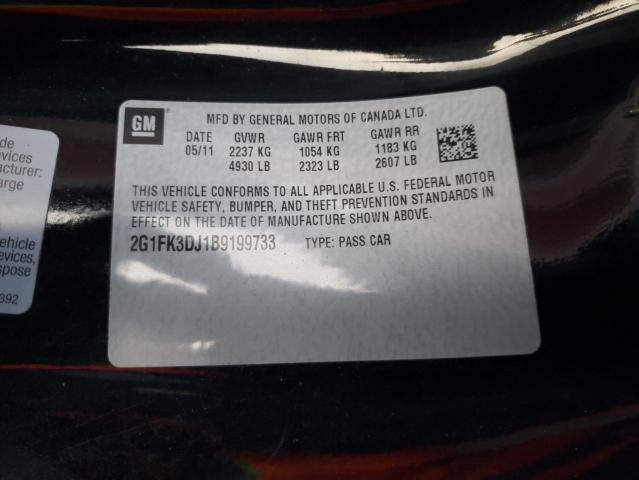 GM
MFD BY GENERAL MOTORS OF CANADA LTD.
DATE GVWR GAWR FRT GAWR RR
05/11 2237 KG 1054 KG 1183 KG
4930 LB 2323 LB 2607 LB
THIS VEHICLE CONFORMS TO ALL APPLICABLE U.S. FEDERAL MOTOR
VEHICLE SAFETY, BUMPER, AND THEFT PREVENTION STANDARDS IN
EFFECT ON THE DATE OF MANUFACTURE SHOWN ABOVE.
2G1FK3DJ1B9199733 TYPE: PASS CAR
de
evices
acturer:
arge
ehicle
evices,
spose
392